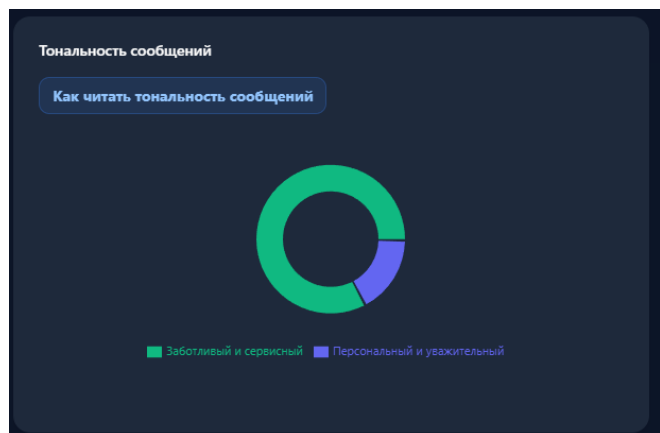 Тональность сообщений
Как читать тональность сообщений
Заботливый и сервисный Персональный и уважительный